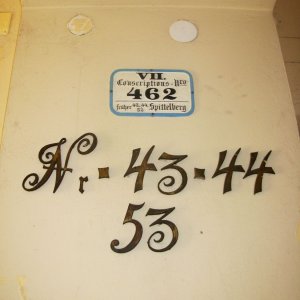 VII.
Conscriptions-Nro
462
früher 43, 44, 53 Spittelberg
Nr · 43 · 44
53